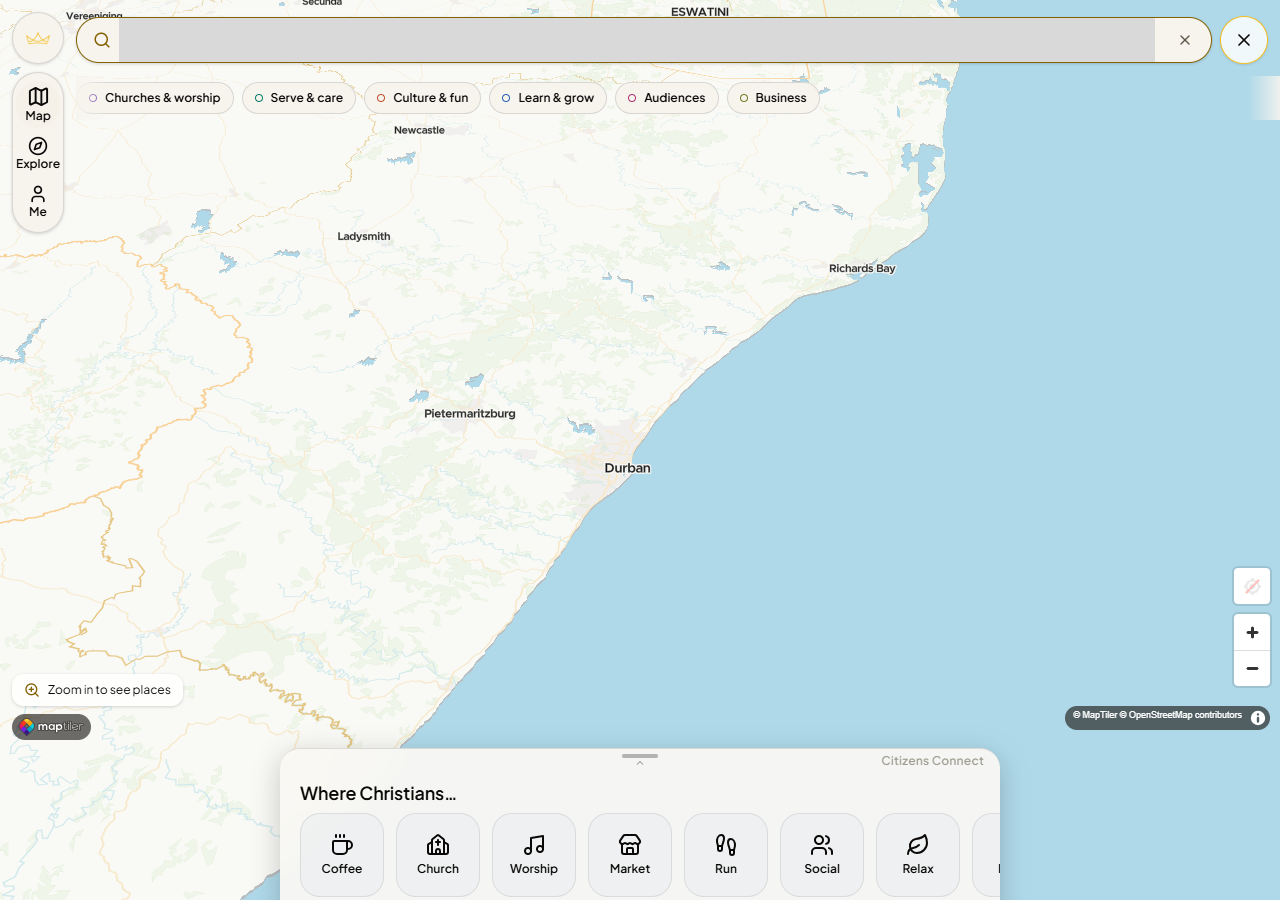 Secunda
ESWATINI
Vereeniging
Churches & worship
Serve & care
Culture & fun
Learn & grow
Audiences
Business
Map
Explore
Me
Newcastle
Ladysmith
Richards Bay
Pietermaritzburg
Durban
Zoom in to see places
maptiler
© MapTiler © OpenStreetMap contributors
Citizens Connect
Where Christians...
Coffee
Church
Worship
Market
Run
Social
Relax